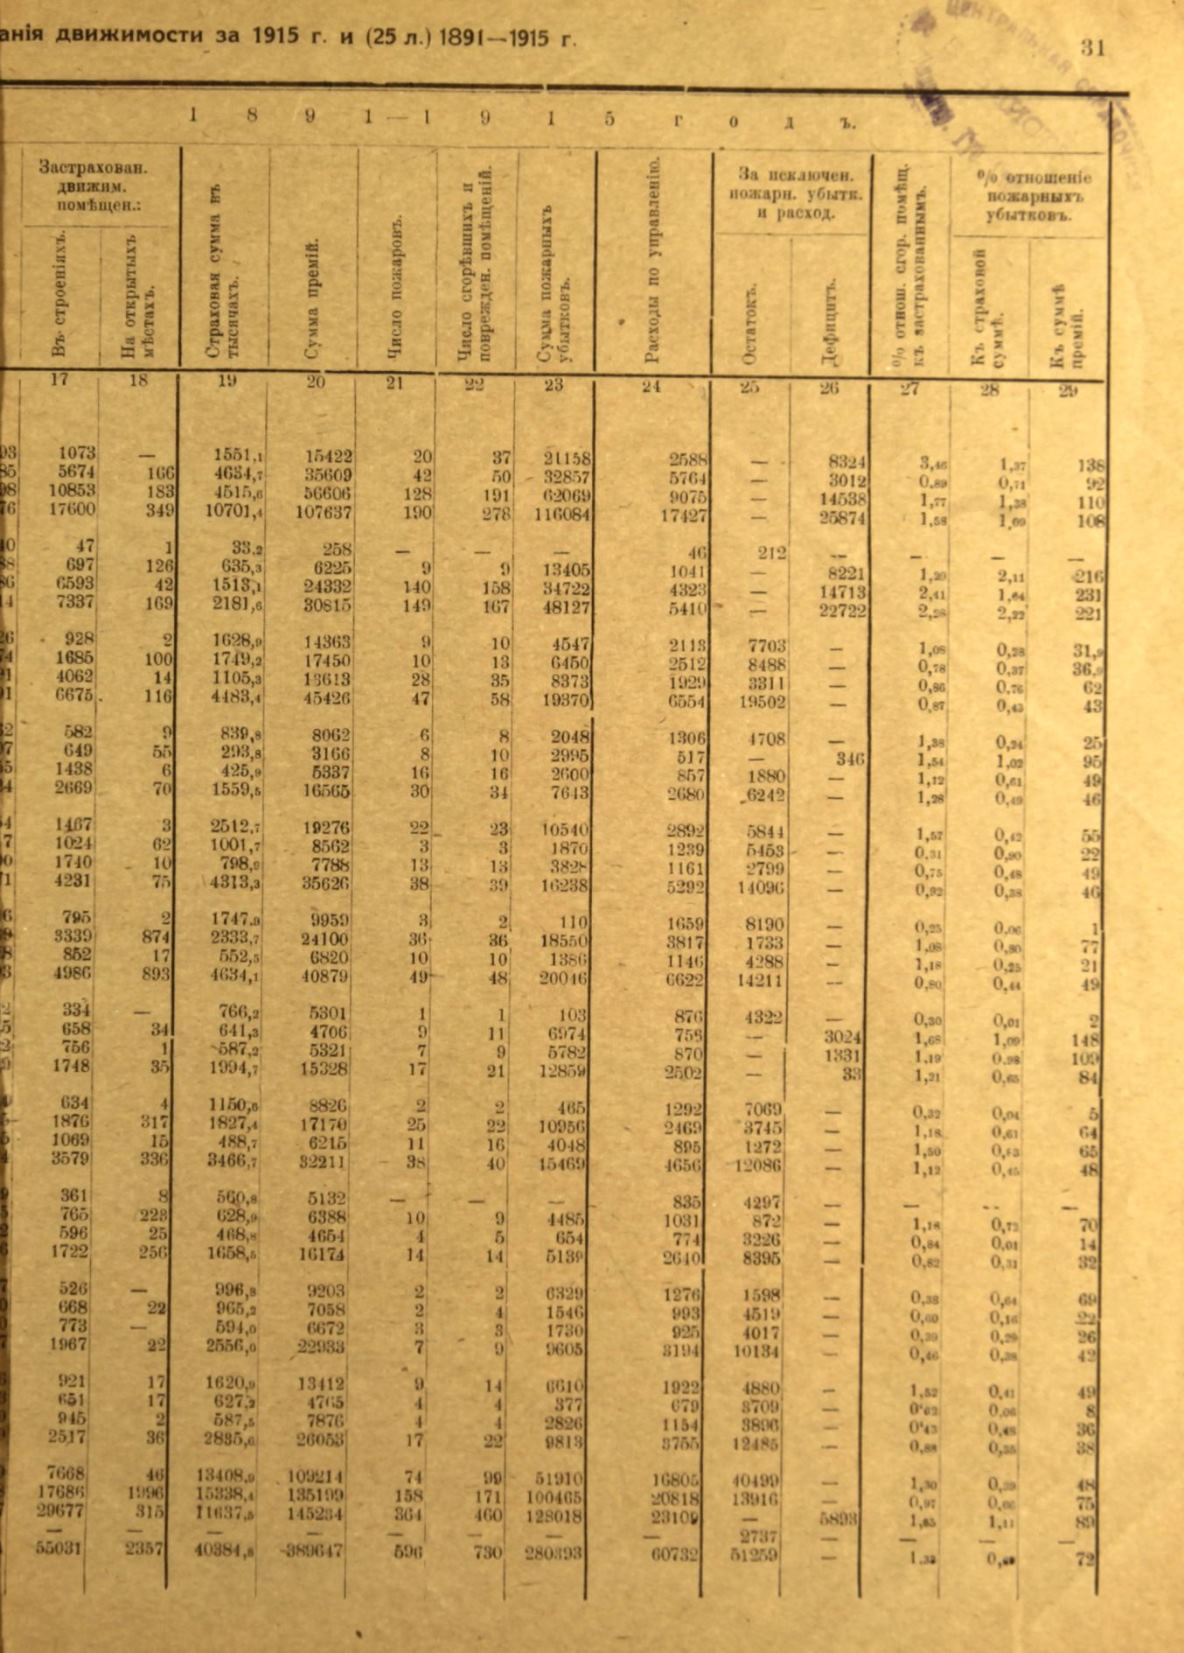 анія движимости за 1915 г. и (25 л.) 1891—1915 г.
31
1 8 9 1 — 1 9 1 5 г о д ъ.
Застрахован. движим. помѣщен.:
Въ строеніяхъ.
На открытыхъ мѣстахъ.
Страховая сумма въ тысячахъ.
Сумма премій.
Число пожаровъ.
Число сгорѣвшихъ и поврежден. помѣщеній.
Сумма пожарныхъ убытковъ.
Расходы по управленію.
За исключен. пожарн. убытк. и расход.
Остатокъ.
Дефицитъ.
% отнош. сгор. помѣщ. къ застрахованнымъ.
% отношеніе пожарныхъ убытковъ.
Къ страховой суммѣ.
Къ суммѣ премій.
17 18 19 20 21 22 23 24 25 26 27 28 29
93 1073 — 1551,1 15422 20 37 21158 2588 — 8324 3,46 1,37 138
85 5674 166 4634,7 35609 42 50 32857 5764 — 3012 0,89 0,71 92
98 10853 183 4515,6 56606 128 191 62069 9075 — 14538 1,77 1,38 110
76 17600 349 10701,4 107637 190 278 116084 17427 — 25874 1,58 1,09 108
47 1 33,2 258 — — — 46 212 — — — —
697 126 635,3 6225 9 9 13405 1041 — 8221 1,20 2,11 216
6593 42 1513,1 24332 140 158 34722 4323 — 14713 2,41 1,64 231
7337 169 2181,6 30815 149 167 48127 5410 — 22722 2,28 2,22 221
928 2 1628,9 14363 9 10 4547 2113 7703 — 1,08 0,28 31,9
1685 100 1749,2 17450 10 13 6450 2512 8488 — 0,78 0,37 36,9
4062 14 1105,3 13613 28 35 8373 1929 3311 — 0,86 0,76 62
6675 116 4483,4 45426 47 58 19370 6554 19502 — 0,87 0,43 43
582 9 839,8 8062 6 8 2048 1306 4708 — 1,38 0,24 25
649 55 293,8 3166 8 10 2995 517 — 346 1,54 1,02 95
1438 6 425,9 5337 16 16 2600 857 1880 — 1,12 0,61 49
2669 70 1559,5 16565 30 34 7643 2680 6242 — 1,28 0,49 46
1467 3 2512,7 19276 22 23 10540 2892 5844 — 1,57 0,42 55
1024 62 1001,7 8562 3 3 1870 1239 5453 — 0,31 22
1740 10 798,9 7788 13 13 3828 1161 2799 — 0,75 0,48 49
4231 75 4313,3 35626 38 39 16238 5292 14096 — 0,92 0,38 46
795 2 1747,9 9959 3 2 110 1659 8190 — 0,25 0,06 1
3339 874 2333,7 24100 36 36 18550 3817 1733 — 1,08 0,80 77
852 17 552,5 6820 10 10 1386 1146 4288 — 1,18 0,25 21
4986 893 4634,1 40879 49 48 20046 6622 14211 — 0,80 0,44 49
334 — 766,2 5301 1 1 103 876 4322 — 0,30 0,01 2
658 34 641,3 4706 9 11 6974 756 — 3024 1,68 1,09 148
756 1 587,2 5321 7 9 5782 870 — 1331 1,19 0,98 109
1748 35 1994,7 15328 17 21 12859 2502 — 33 1,21 0,65 84
634 4 1150,6 8826 2 2 465 1292 7069 — 0,32 0,04 5
1876 317 1827,4 17170 25 22 10956 2469 3745 — 1,18 0,61 64
1069 15 488,7 6215 11 16 4048 895 1272 — 1,50 65
3579 336 3466,7 32211 38 40 15469 4656 12086 — 1,12 0,45 48
361 8 560,8 5132 — — — 835 4297 — — — —
765 223 628,9 6388 10 9 4485 1031 872 — 1,18 0,73 70
596 25 468,8 4654 4 5 654 774 3226 — 0,84 0,01 14
1722 256 1658,5 16174 14 14 5139 2640 8395 — 0,82 0,31 32
526 — 996,8 9203 2 2 6329 1276 1598 — 0,38 0,64 69
668 22 965,2 7058 2 4 1546 993 4519 — 0,60 0,16 22
773 — 594,0 6672 3 3 1730 925 4017 — 0,39 0,29 26
1967 22 2556,0 22933 7 9 9605 3194 10134 — 0,46 0,38 42
921 17 1620,9 13412 9 14 6610 1922 4880 — 1,52 0,41 49
651 17 627,2 4765 4 4 377 679 3709 — 0,06 8
945 2 587,5 7876 4 4 2826 1154 3896 — 0,48 36
2517 36 2835,6 26053 17 22 9813 3755 12485 — 0,88 0,35 38
7668 46 13408,9 109214 74 99 51910 16805 40499 — 1,30 0,39 48
17686 1996 15338,4 135199 158 171 100465 20818 13916 — 0,97 0,66 75
29677 315 11637,5 145234 364 460 128018 23109 — 5893 1,11 89
— — — — — — — — 2737 — — — —
55031 2357 40384,8 389647 596 730 280393 60732 51259 — 72